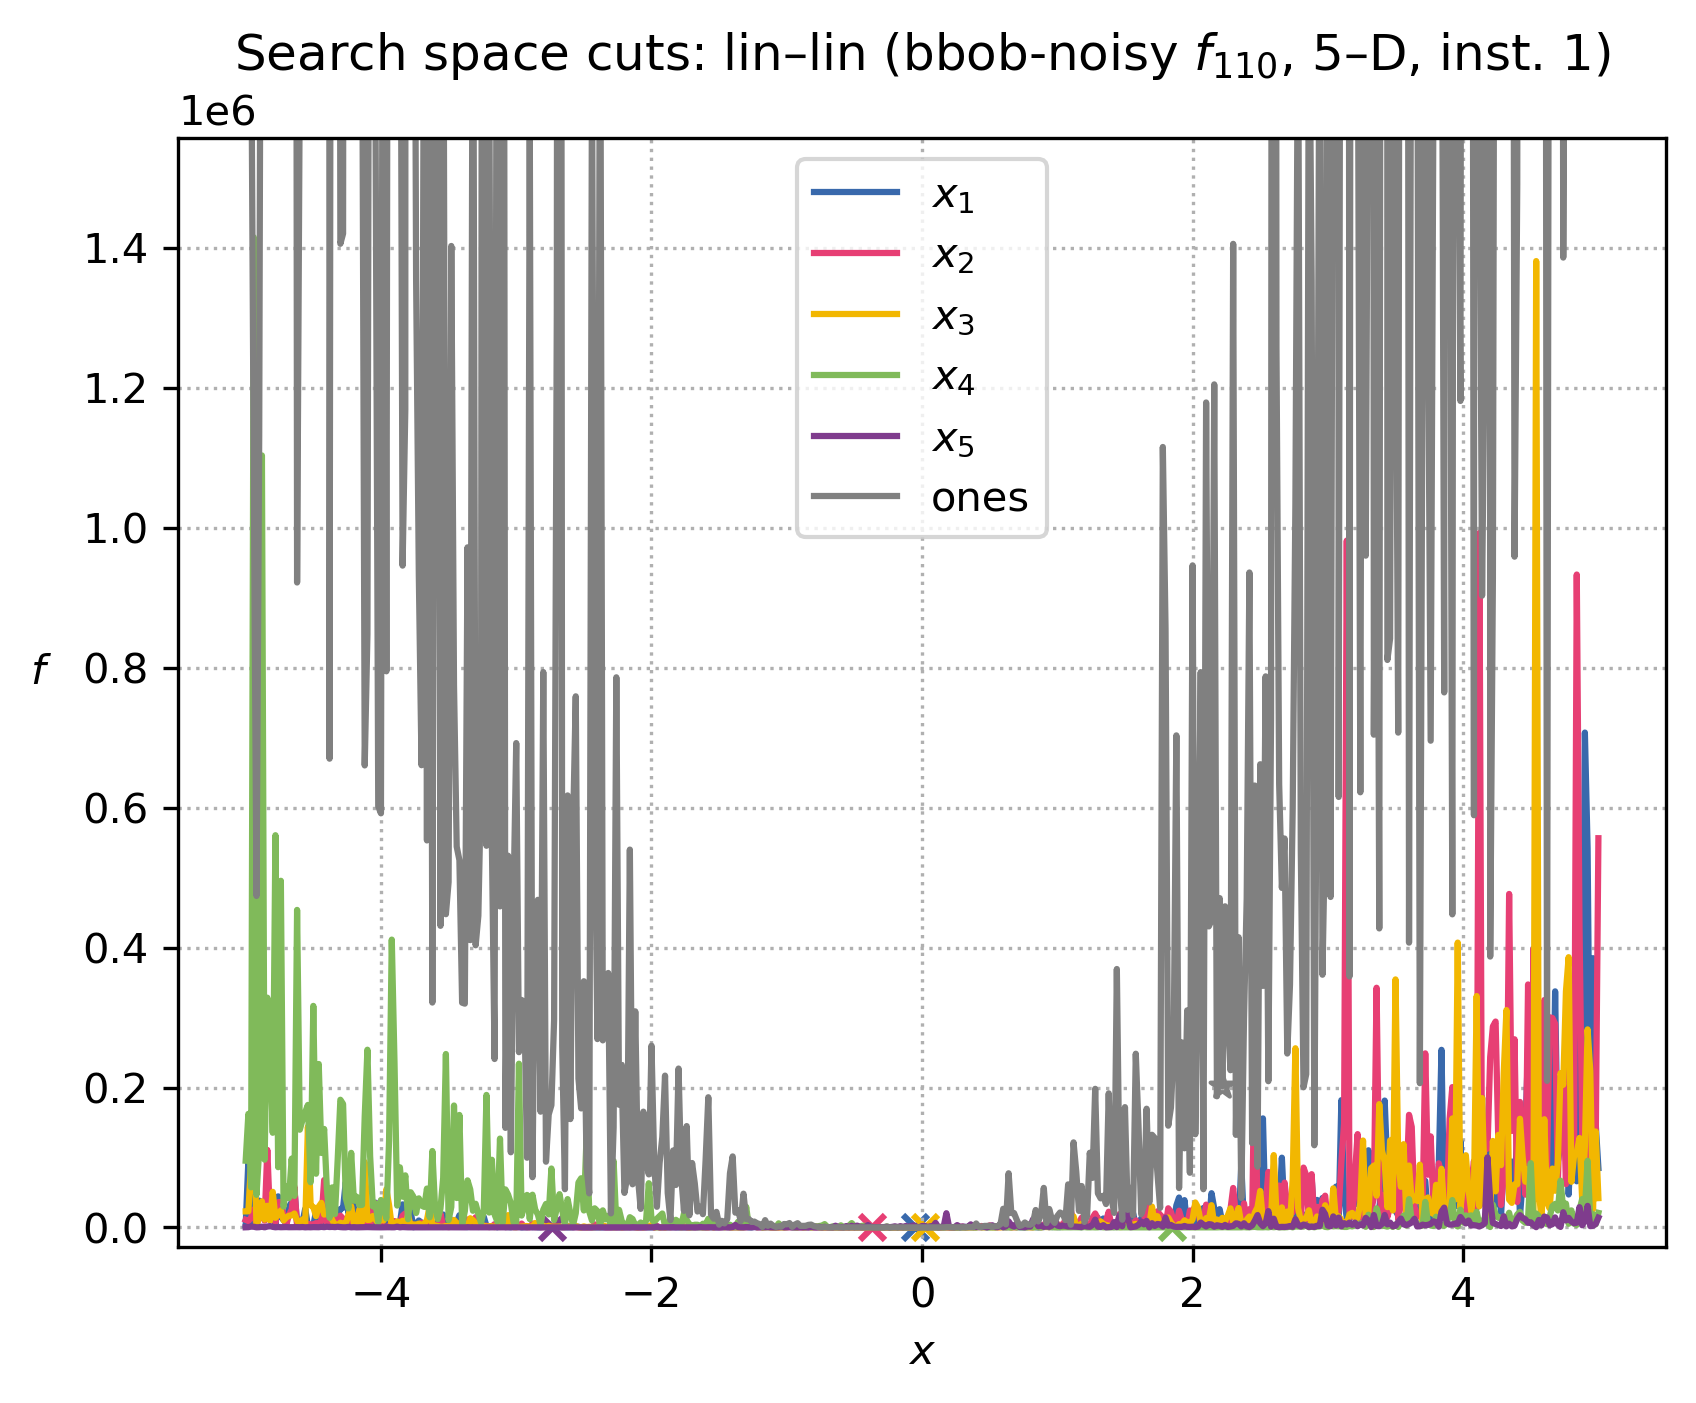 Search space cuts: lin–lin (bbob-noisy f₁₁₀, 5–D, inst. 1)
1e6
x₁
x₂
x₃
x₄
x₅
ones
1.4
1.2
1.0
0.8
0.6
0.4
0.2
0.0
f
−4 −2 0 2 4
x